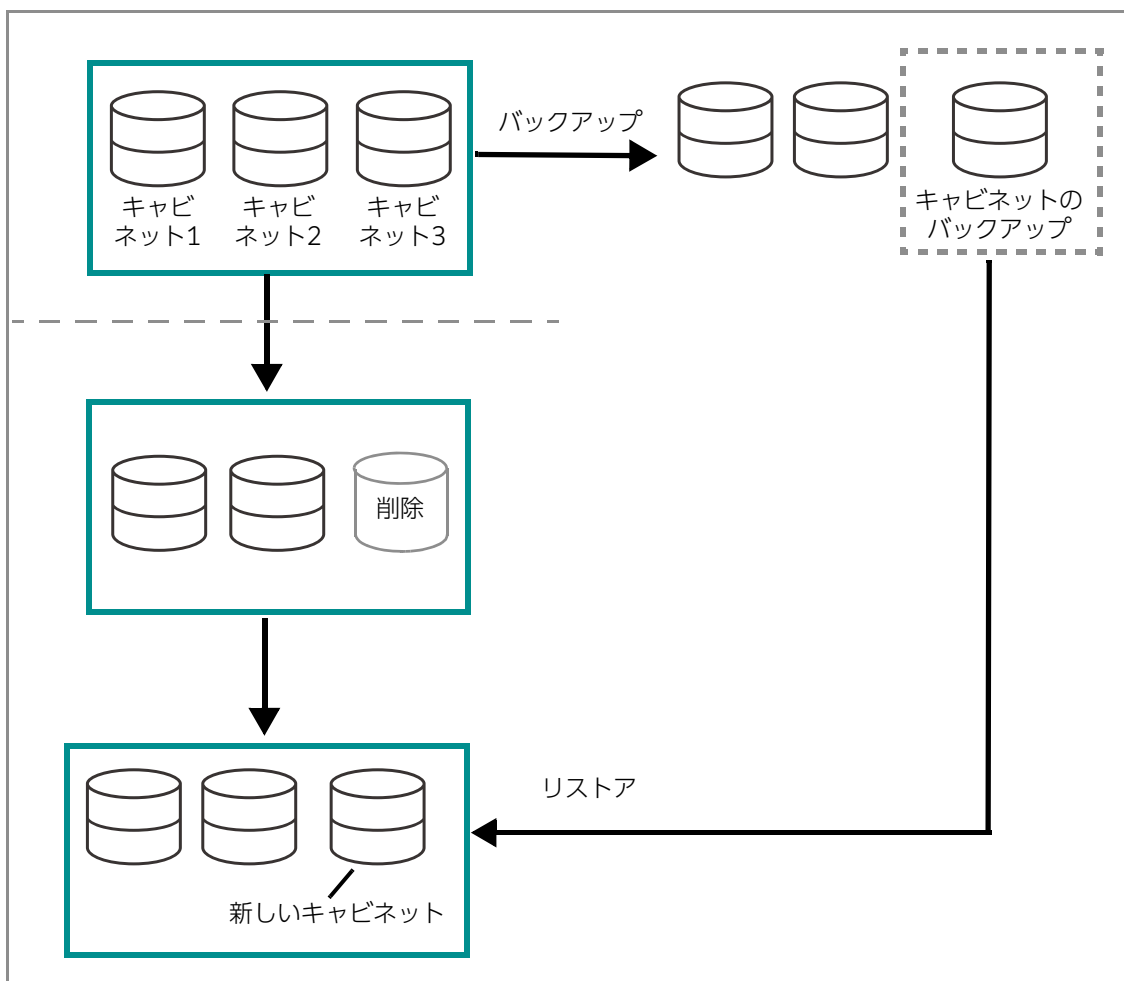 バックアップ
キャビ
ネット1
キャビ
ネット2
キャビ
ネット3
キャビネットの
バックアップ
削除
リストア
新しいキャビネット